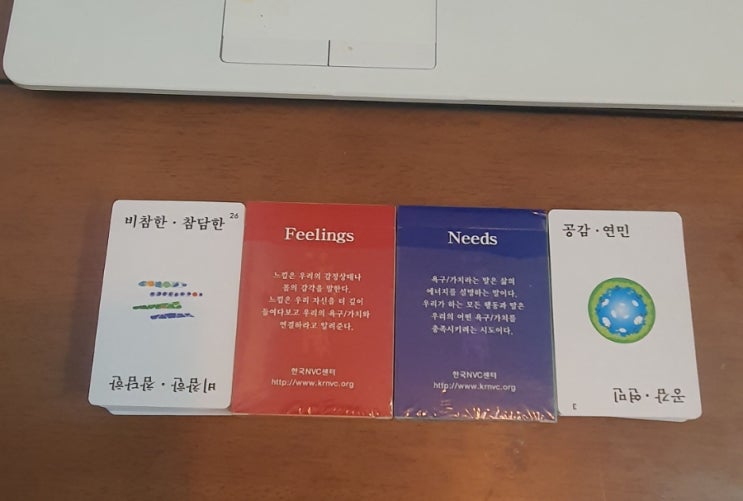 비참한 · 참담한
26
비참한 · 참담한
Feelings
느낌은 우리의 감정상태나
몸의 감각을 말한다.
느낌은 우리 자신을 더 깊이
들여다보고 우리의 욕구/가치와
연결하라고 알려준다.
한국NVC센터
http://www.krnvc.org
Needs
욕구/가치라는 말은 삶의
에너지를 설명하는 말이다.
우리가 하는 모든 행동과 말은
우리의 어떤 욕구/가치를
충족시키려는 시도이다.
한국NVC센터
http://www.krnvc.org
공감 · 연민
3
공감 · 연민